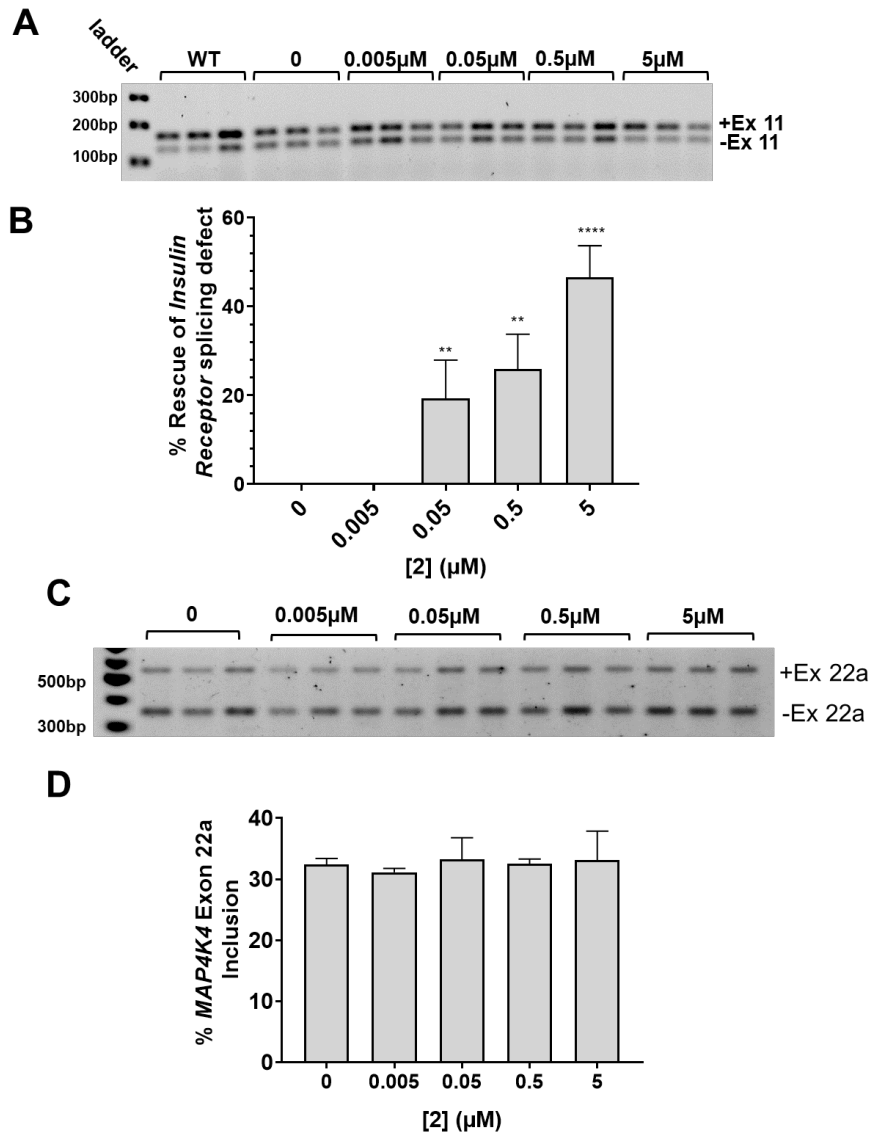 A
ladder
WT 0 0.005µM 0.05µM 0.5µM 5µM
300bp
200bp
100bp
+Ex 11
-Ex 11
B
% Rescue of Insulin
Receptor splicing defect
60
40
20
0
**
**
****
0 0.005 0.05 0.5 5
[2] (µM)
C
0 0.005µM 0.05µM 0.5µM 5µM
500bp
300bp
+Ex 22a
-Ex 22a
D
% MAP4K4 Exon 22a
Inclusion
40
30
20
10
0
0 0.005 0.05 0.5 5
[2] (µM)